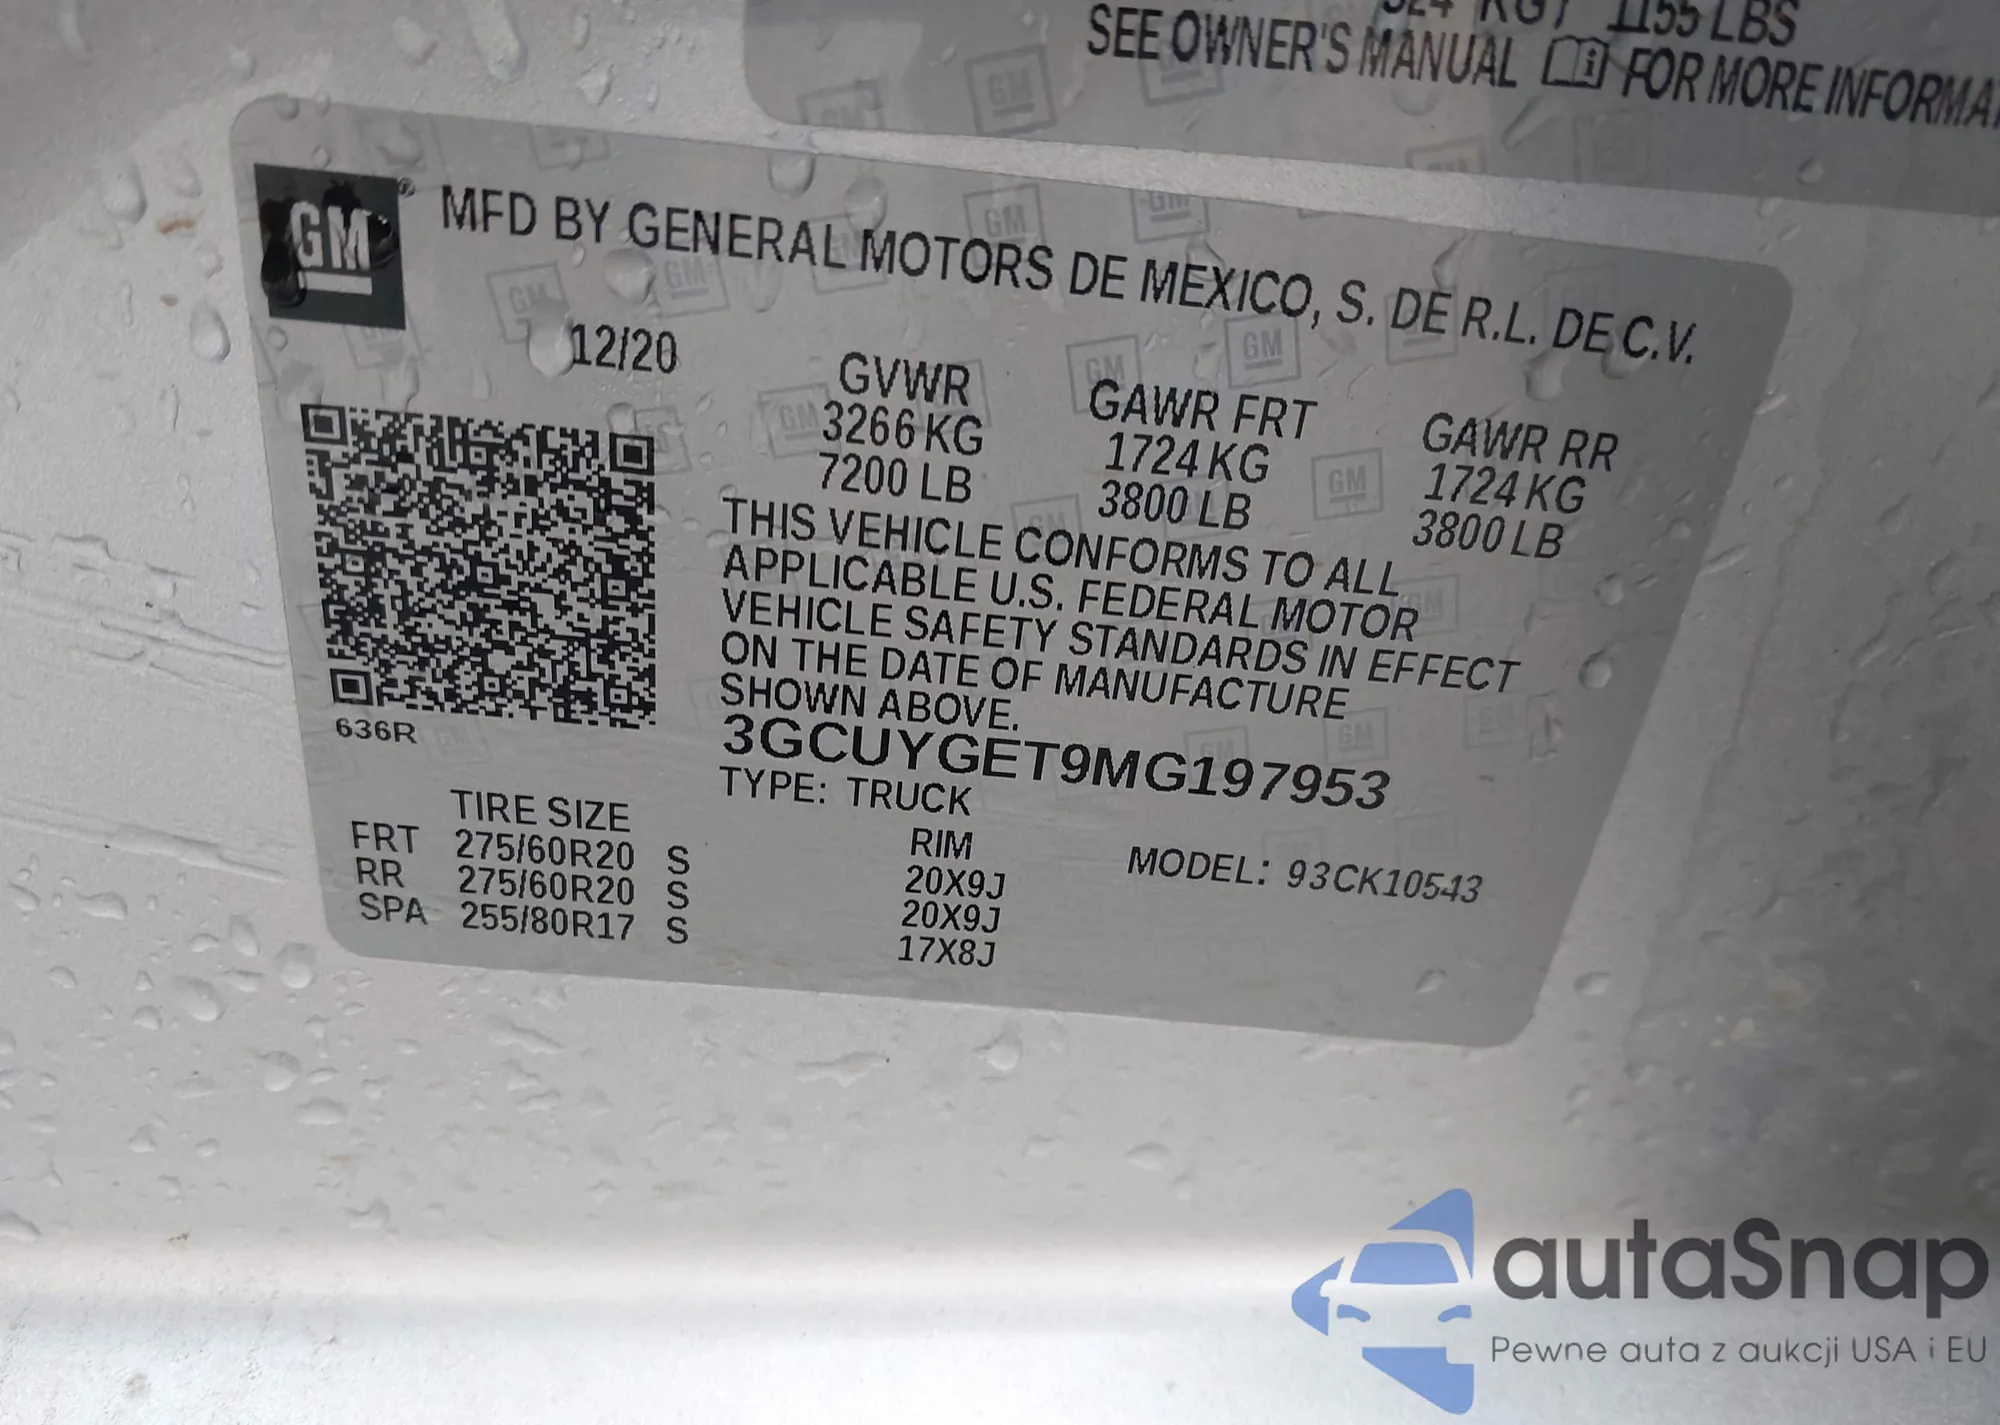 1155 LBS
SEE OWNER'S MANUAL FOR MORE
GM
MFD BY GENERAL MOTORS DE MEXICO, S. DE R.L. DE C.V.
12/20
GVWR
3266 KG
7200 LB
GAWR FRT
1724 KG
3800 LB
GAWR RR
1724 KG
3800 LB
THIS VEHICLE CONFORMS TO ALL
APPLICABLE U.S. FEDERAL MOTOR
VEHICLE SAFETY STANDARDS IN EFFECT
ON THE DATE OF MANUFACTURE
SHOWN ABOVE.
3GCUYGET9MG197953
TYPE: TRUCK
636R
TIRE SIZE
RIM
MODEL: 93CK10543
FRT 275/60R20 S 20X9J
RR 275/60R20 S 20X9J
SPA 255/80R17 S 17X8J
autaSnap
Pewne auta z aukcji USA i EU